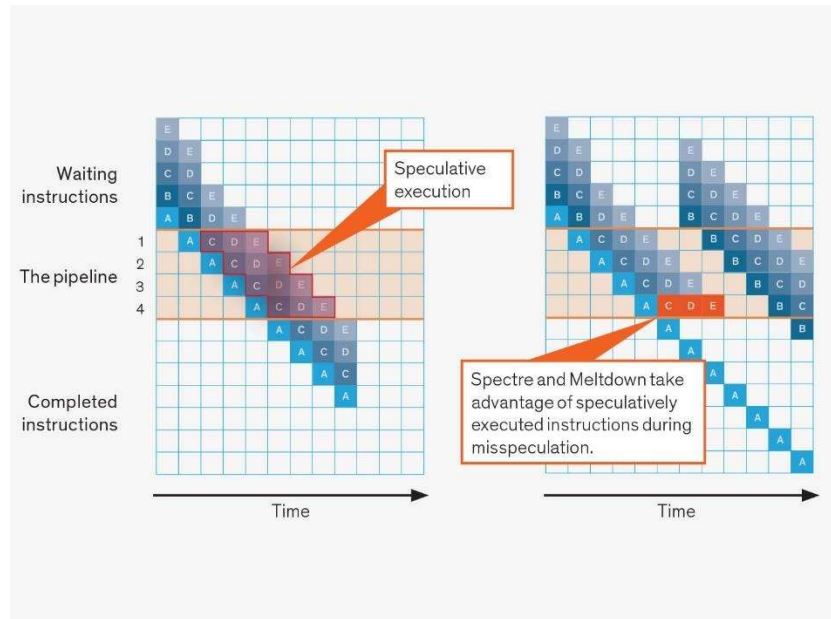 E
D E
Waiting instructions
C D
B C E
A B D E
Speculative
execution
The pipeline
1 A C D E
2 A C D E
3 A C D E
4 A C D E
Completed
instructions
A C D E
A C D
A C
A
Time
E
D E E
C D D E
B C E C D E
A B D E B C D E
A C D E B C D E
A C D E B C D E
A C D E B C D
A C D E B C
A B
A
A
A
A
A
A
Spectre and Meltdown take
advantage of speculatively
executed instructions during
misspeculation.
Time